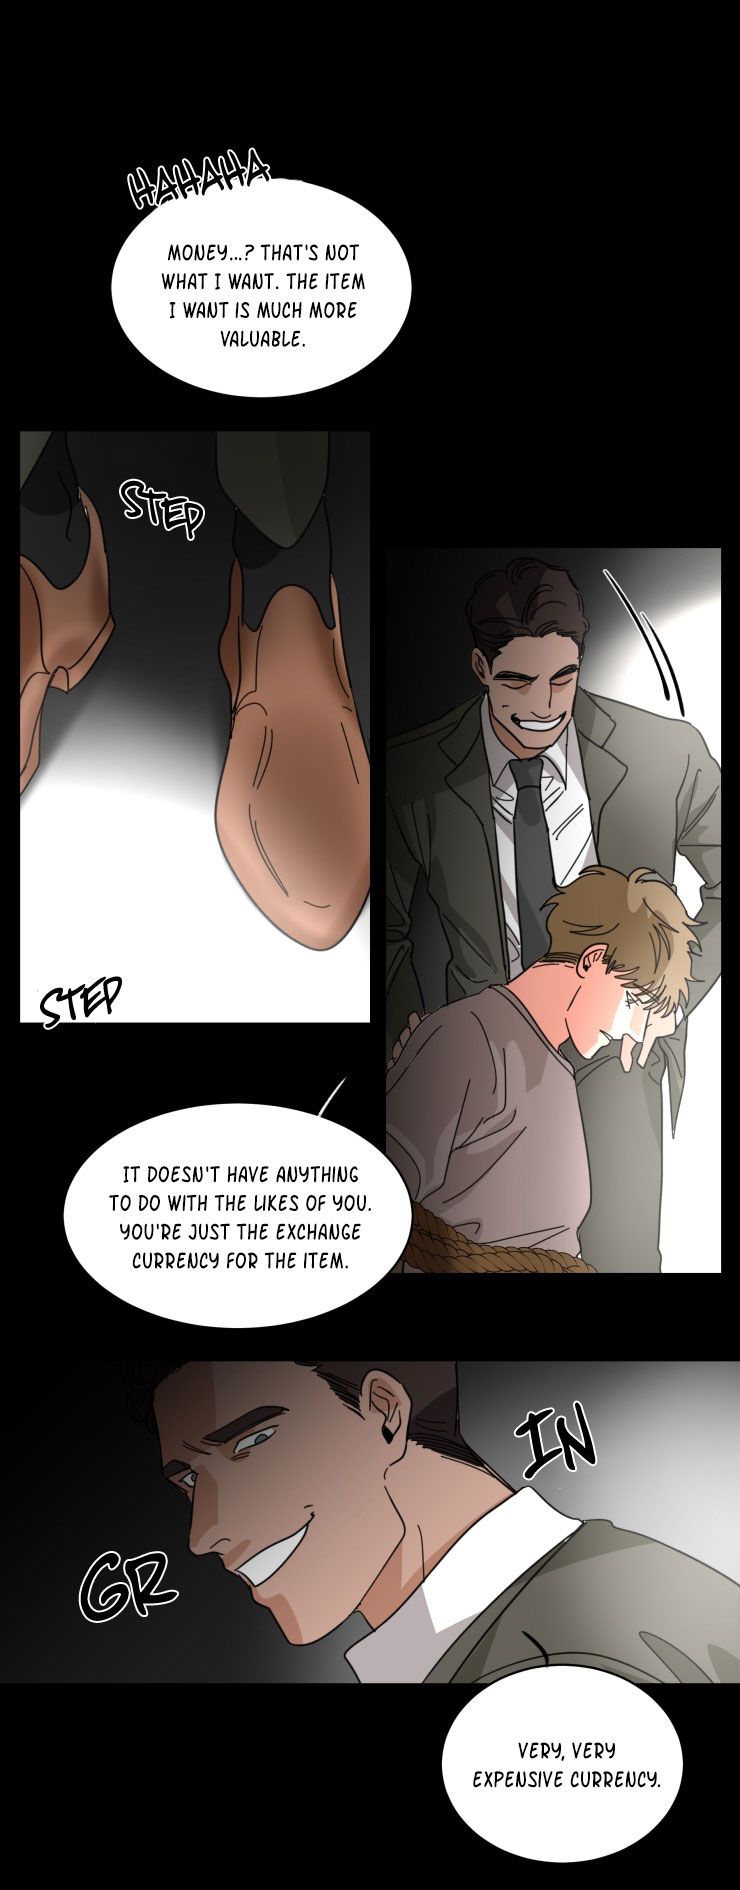 HAHAHA
MONEY...? THAT'S NOT
WHAT I WANT. THE ITEM
I WANT IS MUCH MORE
VALUABLE.
STEP
STEP
IT DOESN'T HAVE ANYTHING
TO DO WITH THE LIKES OF YOU.
YOU'RE JUST THE EXCHANGE
CURRENCY FOR THE ITEM.
GR
IN
VERY, VERY
EXPENSIVE CURRENCY.